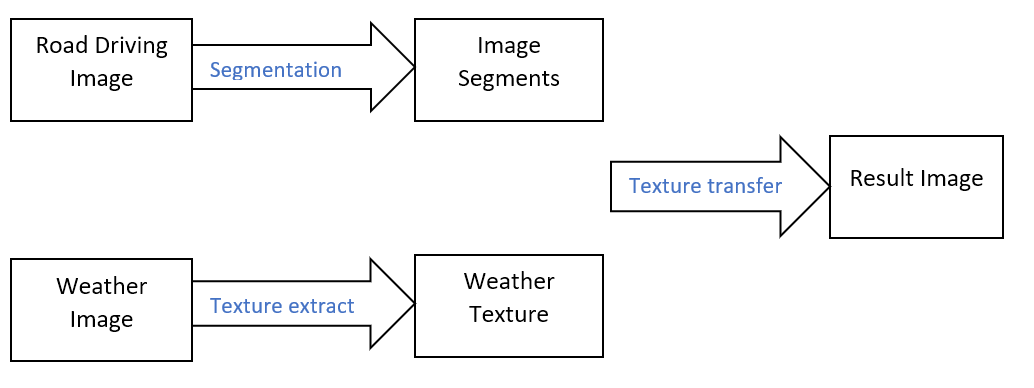 Road Driving
Image
Segmentation
Image
Segments
Texture transfer
Result Image
Weather
Image
Texture extract
Weather
Texture